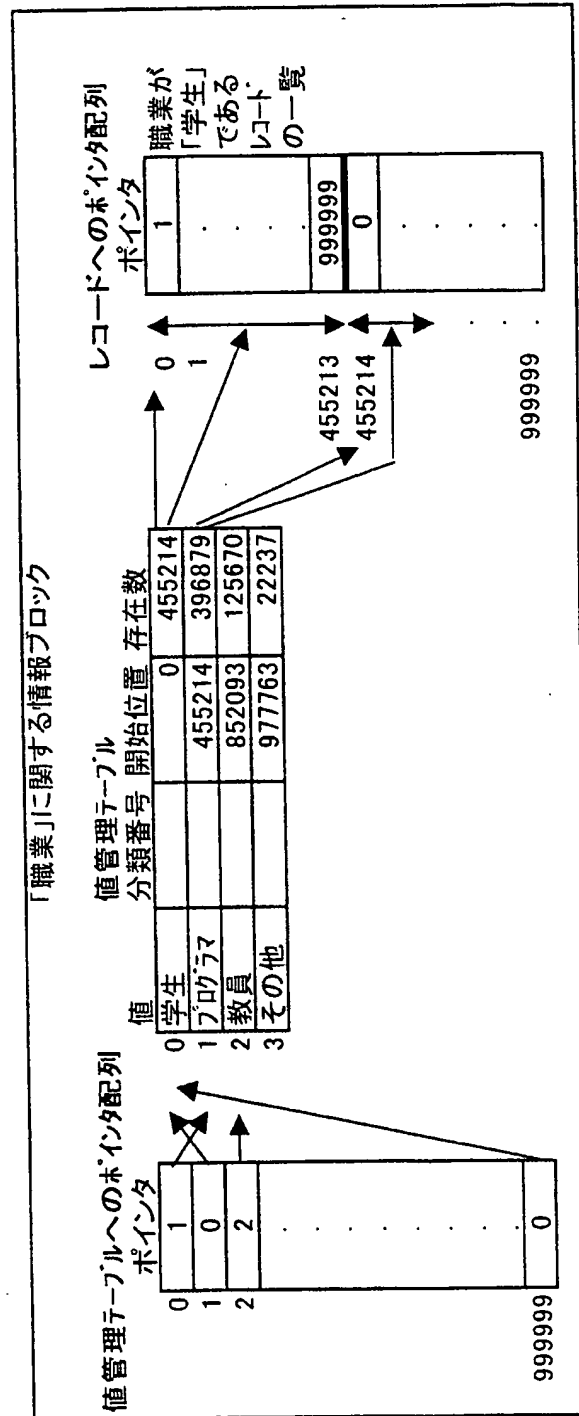 「職業」に関する情報ブロック
値管理テーブルへのポインタ配列
ポインタ
0 1
1 0
2 2
・・・・・・・・
999999 0
値管理テーブル
値 分類番号 開始位置 存在数
0 学生 0 455214
1 プログラマ 455214 396879
2 教員 852093 125670
3 その他 977763 22237
レコードへのポインタ配列
ポインタ
0 1
1
・・・・
455213 999999
455214 0
・・・・・
・・・
999999
職業が
「学生」
である
レコード
の一覧